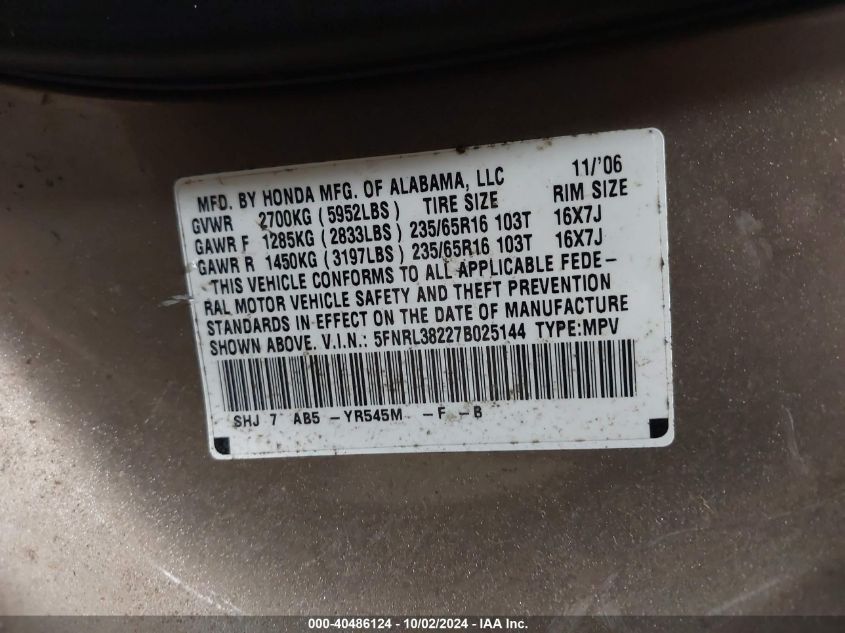 MFD. BY HONDA MFG. OF ALABAMA, LLC 11/'06
GVWR 2700KG (5952LBS) TIRE SIZE RIM SIZE
GAWR F 1285KG (2833LBS) 235/65R16 103T 16X7J
GAWR R 1450KG (3197LBS) 235/65R16 103T 16X7J
THIS VEHICLE CONFORMS TO ALL APPLICABLE FEDE-
RAL MOTOR VEHICLE SAFETY AND THEFT PREVENTION
STANDARDS IN EFFECT ON THE DATE OF MANUFACTURE
SHOWN ABOVE. V.I.N.: 5FNRL38227B025144 TYPE:MPV
SHJ 7 AB5 -YR545M -F -B
000-40486124 - 10/02/2024 - IAA Inc.